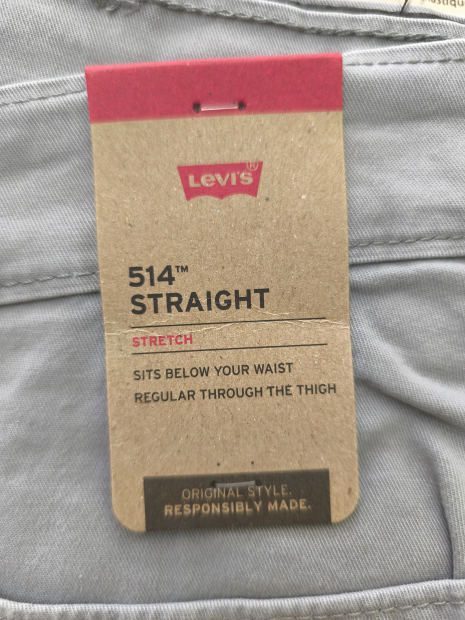 Levi's®
514™
STRAIGHT
STRETCH
SITS BELOW YOUR WAIST
REGULAR THROUGH THE THIGH
ORIGINAL STYLE.
RESPONSIBLY MADE.